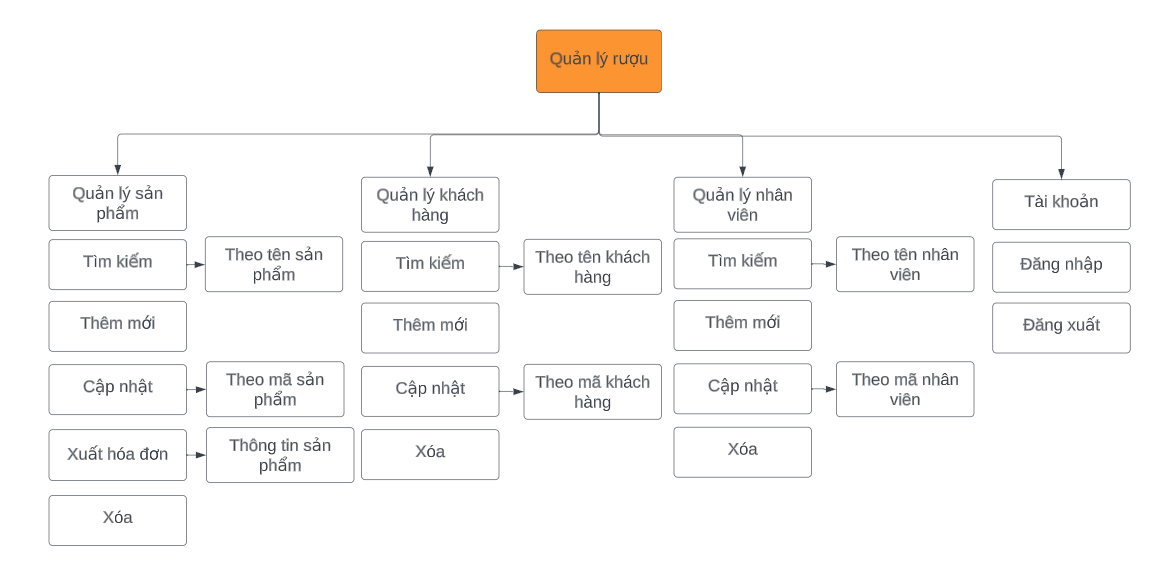 Quản lý rượu
Quản lý sản
phẩm
Tìm kiếm
Theo tên sản
phẩm
Thêm mới
Cập nhật
Theo mã sản
phẩm
Xuất hóa đơn
Thông tin sản
phẩm
Xóa
Quản lý khách
hàng
Tìm kiếm
Theo tên khách
hàng
Thêm mới
Cập nhật
Theo mã khách
hàng
Xóa
Quản lý nhân
viên
Tìm kiếm
Theo tên nhân
viên
Thêm mới
Cập nhật
Theo mã nhân
viên
Xóa
Tài khoản
Đăng nhập
Đăng xuất